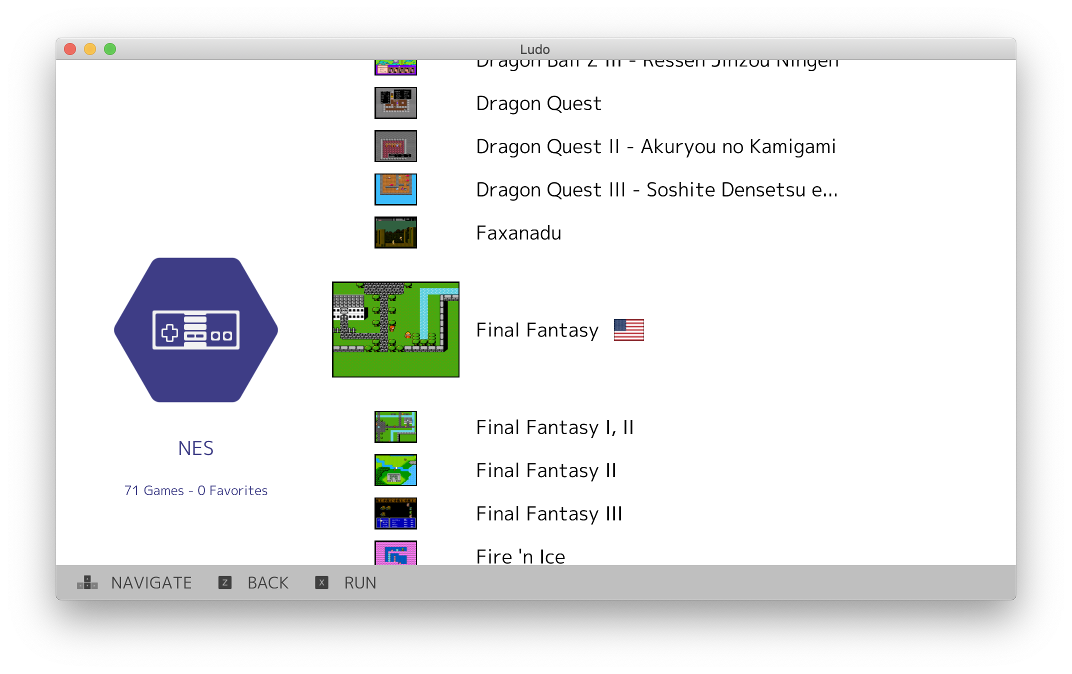 Ludo
Dragon Ball Z III - Ressen Jinzou Ningen
Dragon Quest
Dragon Quest II - Akuryou no Kamigami
Dragon Quest III - Soshite Densetsu e...
Faxanadu
Final Fantasy
Final Fantasy I, II
Final Fantasy II
Final Fantasy III
Fire 'n Ice
NES
71 Games - 0 Favorites
NAVIGATE Z BACK X RUN